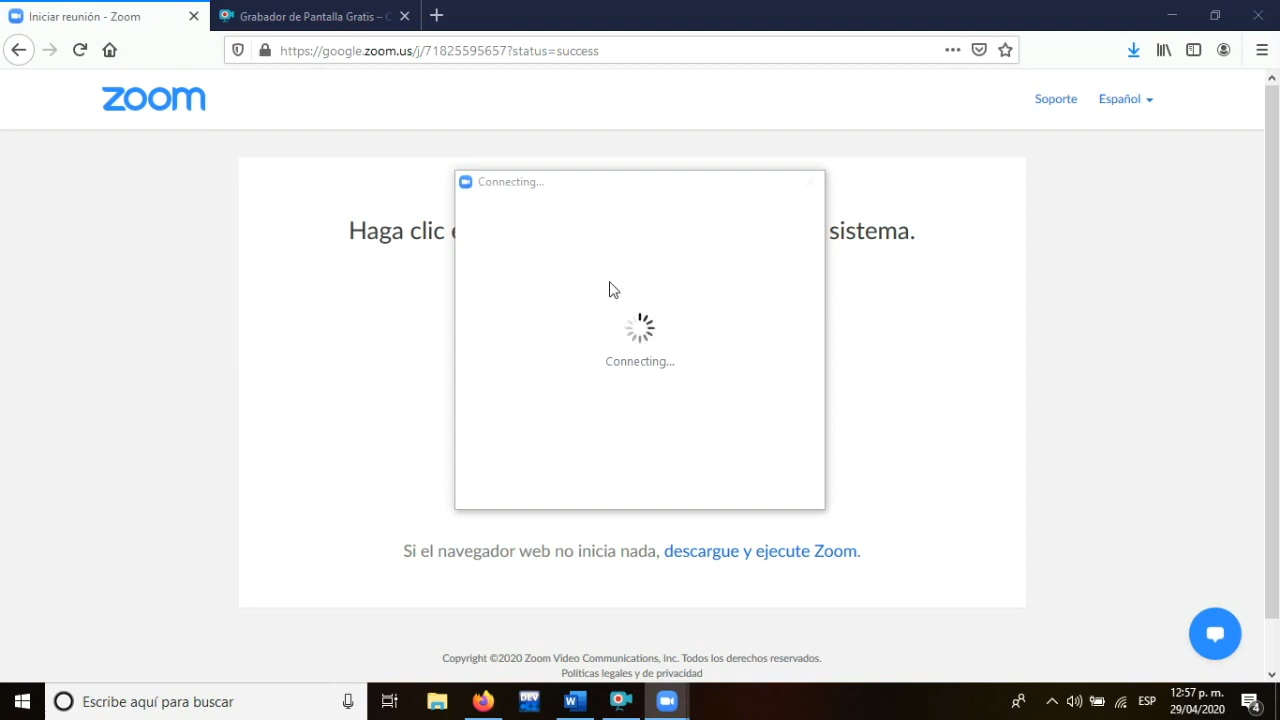 Iniciar reunión - Zoom
Grabador de Pantalla Gratis –
https://google.zoom.us/j/71825595657?status=success
zoom
Soporte
Español
Connecting...
Haga clic
sistema.
Connecting...
Si el navegador web no inicia nada, descargue y ejecute Zoom.
Copyright ©2020 Zoom Video Communications, Inc. Todos los derechos reservados.
Políticas legales y de privacidad
Escribe aquí para buscar
DEV
W
ESP
12:57 p. m.
29/04/2020
4